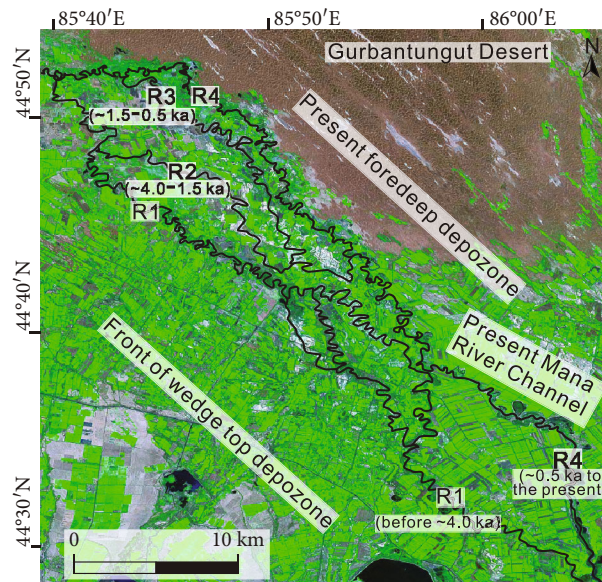 85°40′E
85°50′E
86°00′E
Gurbantungut Desert
N
44°50′N
R3
R4
(~1.5-0.5 ka)
Present foredeep depozone
R2
(~4.0-1.5 ka)
R1
44°40′N
Present Mana
River Channel
Front of wedge top depozone
R4
(~0.5 ka to
the present)
R1
(before ~4.0 ka)
44°30′N
0
10 km